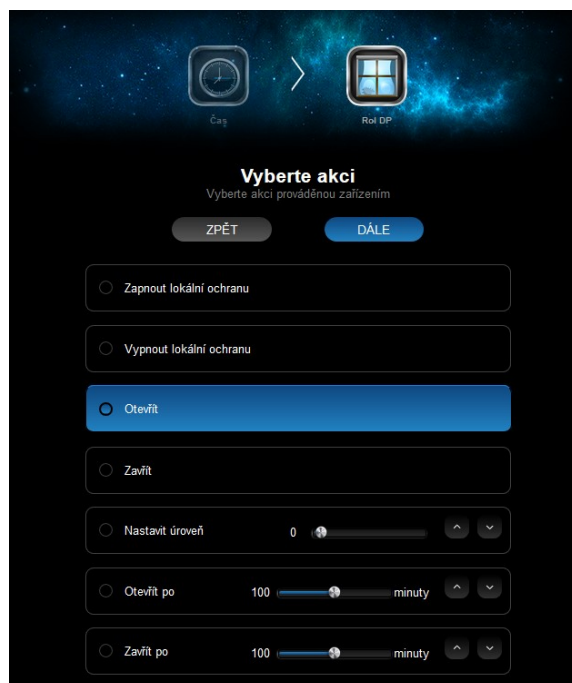 Čas
Rol DP
Vyberte akci
Vyberte akci prováděnou zařízením
ZPĚT DÁLE
Zapnout lokální ochranu
Vypnout lokální ochranu
Otevřít
Zavřít
Nastavit úroveň 0
Otevřít po 100 minuty
Zavřít po 100 minuty